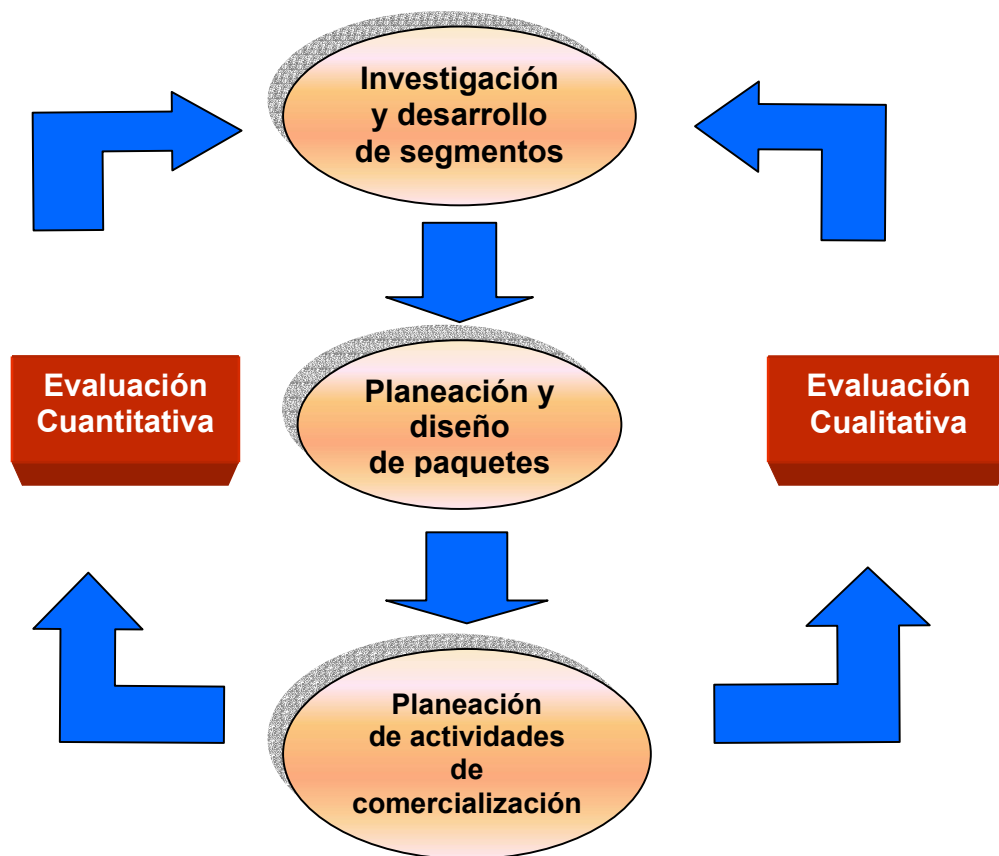 Investigación
y desarrollo
de segmentos
Evaluación
Cuantitativa
Planeación y
diseño
de paquetes
Evaluación
Cualitativa
Planeación
de actividades
de
comercialización